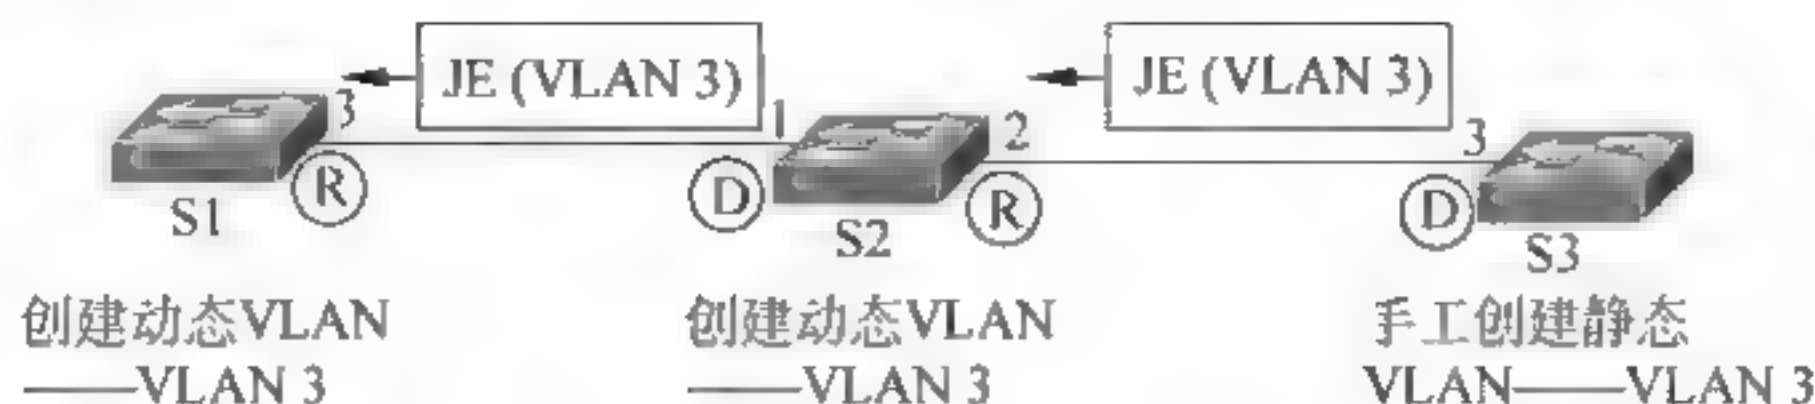 JE (VLAN 3)
JE (VLAN 3)
3
1
2
3
R
D
R
D
S1
S2
S3
创建动态VLAN
——VLAN 3
创建动态VLAN
——VLAN 3
手工创建静态
VLAN——VLAN 3